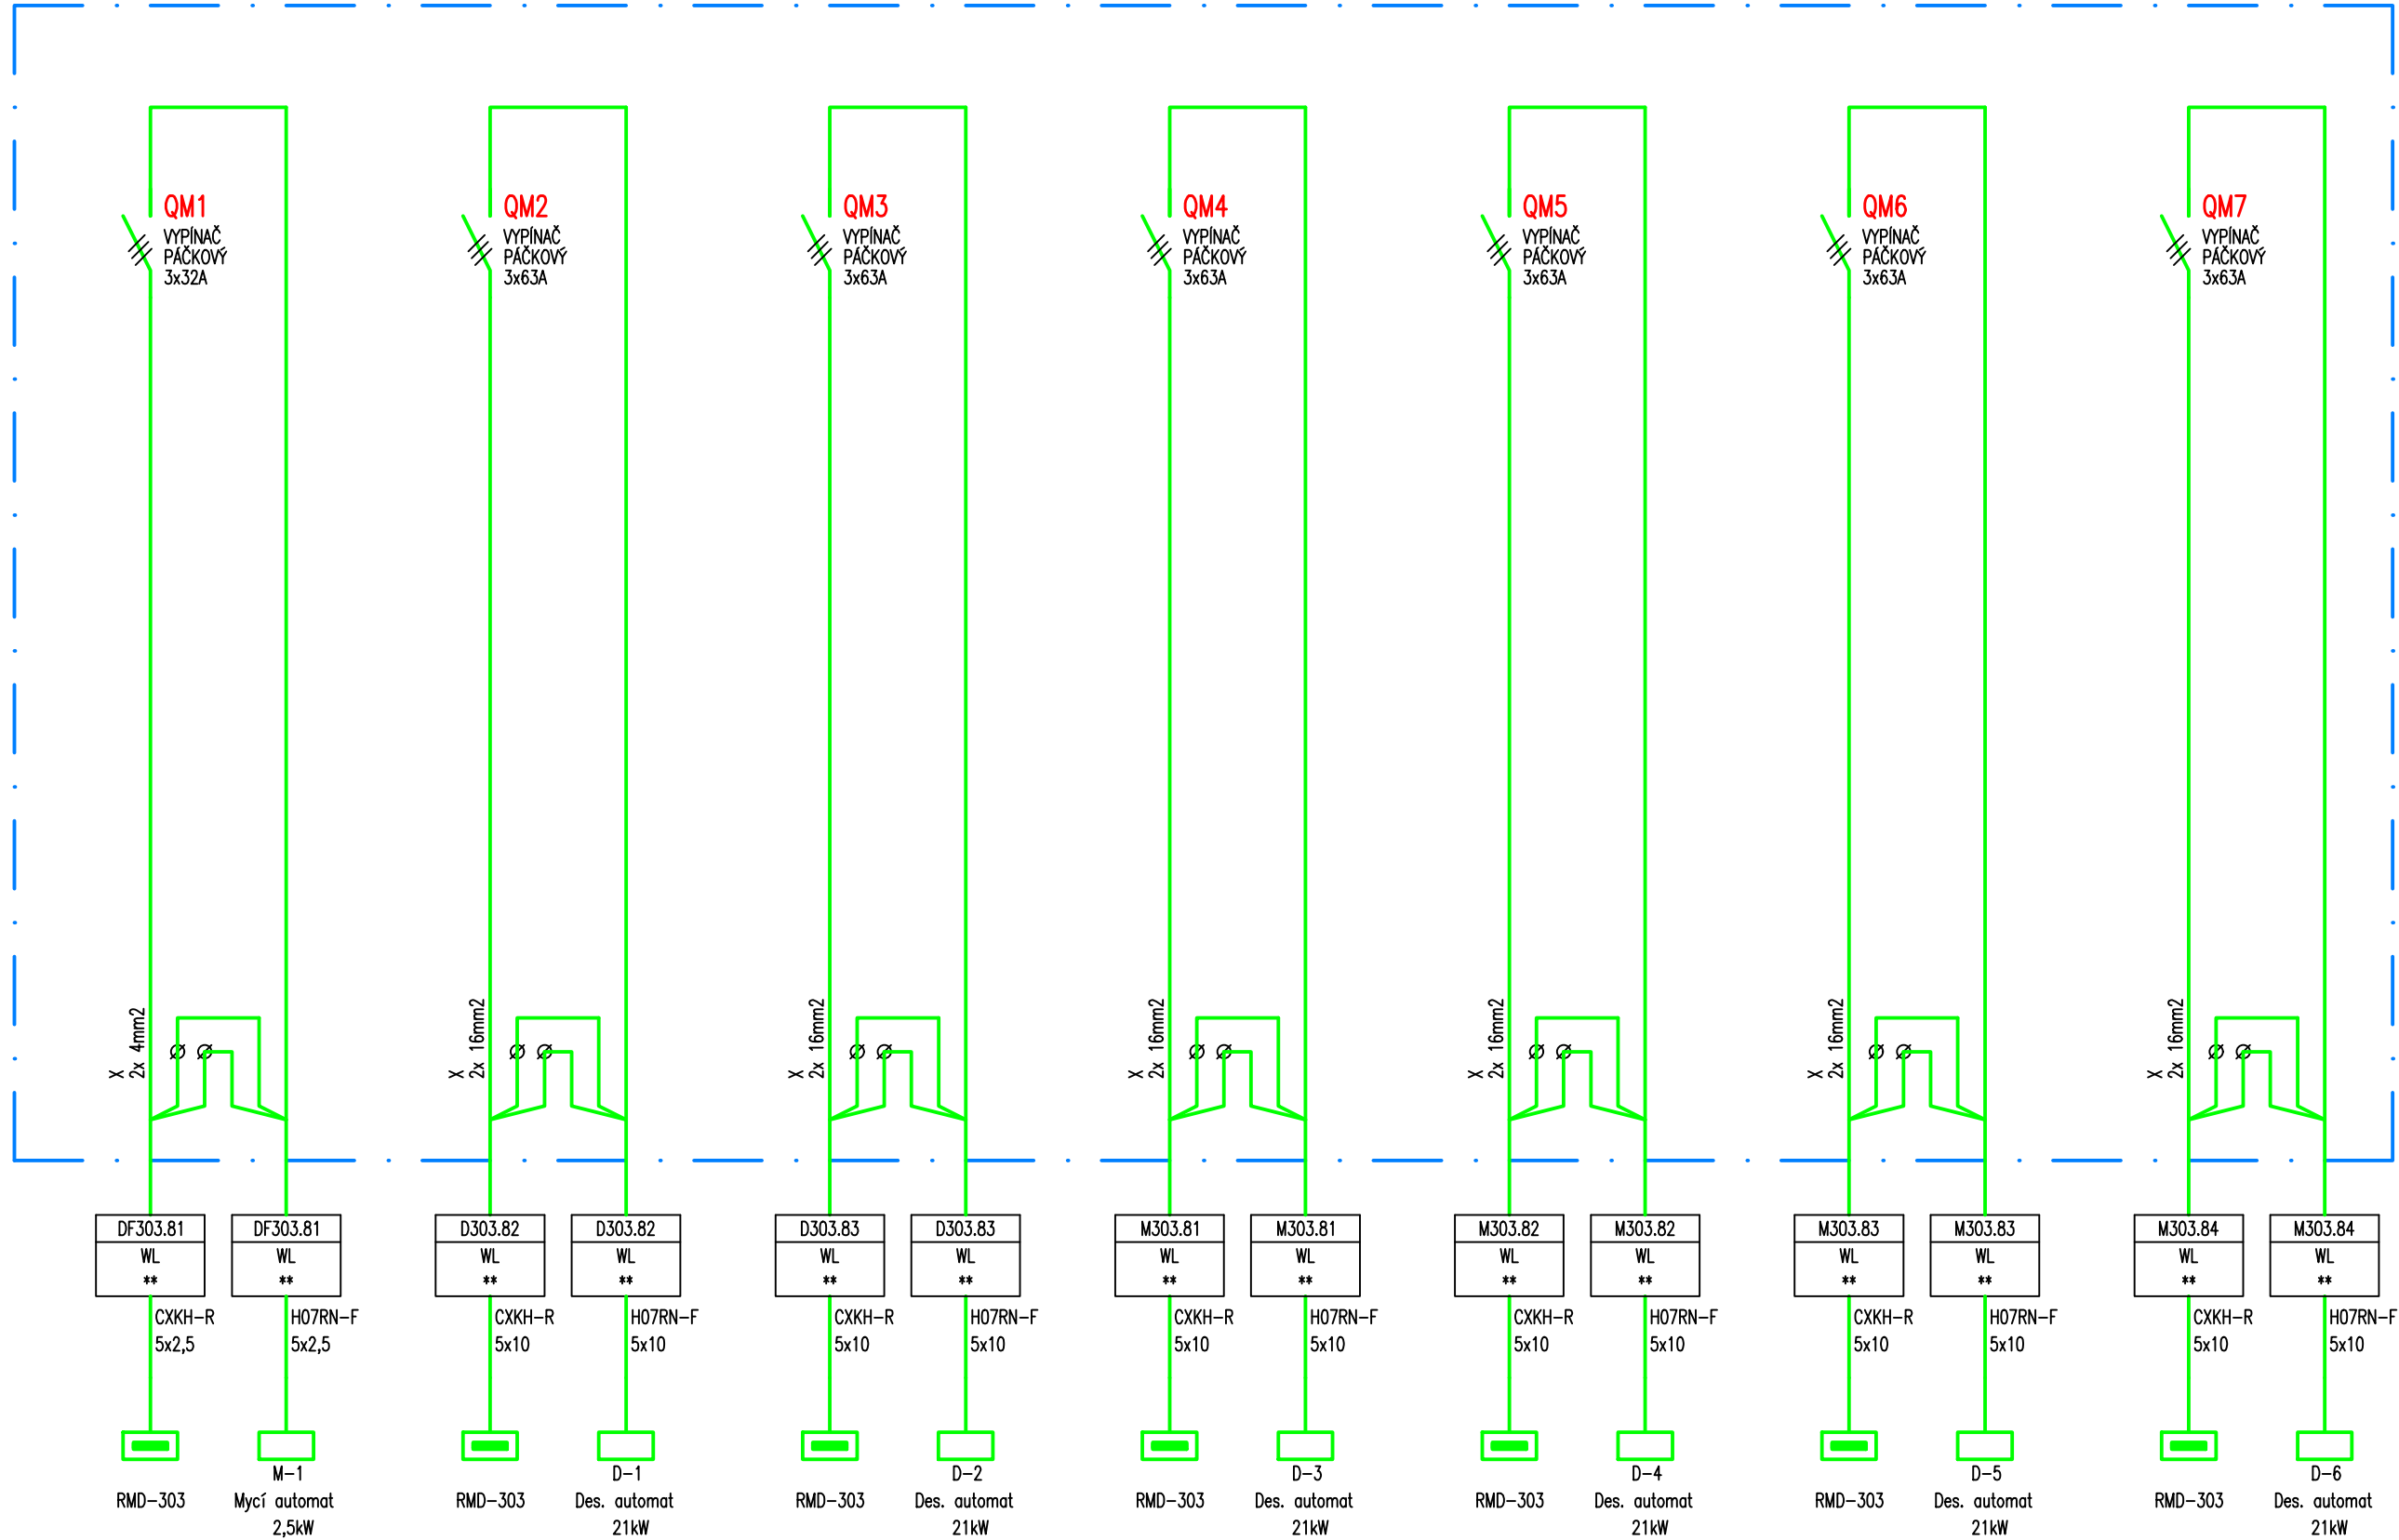 QM1
VYPÍNAČ
PÁČKOVÝ
3x32A
QM2
VYPÍNAČ
PÁČKOVÝ
3x63A
QM3
VYPÍNAČ
PÁČKOVÝ
3x63A
QM4
VYPÍNAČ
PÁČKOVÝ
3x63A
QM5
VYPÍNAČ
PÁČKOVÝ
3x63A
QM6
VYPÍNAČ
PÁČKOVÝ
3x63A
QM7
VYPÍNAČ
PÁČKOVÝ
3x63A
X
2x 4mm2
X
2x 16mm2
X
2x 16mm2
X
2x 16mm2
X
2x 16mm2
X
2x 16mm2
X
2x 16mm2
DF303.81
WL
**
CXKH-R
5x2,5
RMD-303
DF303.81
WL
**
H07RN-F
5x2,5
M-1
Mycí automat
2,5kW
D303.82
WL
**
CXKH-R
5x10
RMD-303
D303.82
WL
**
H07RN-F
5x10
D-1
Des. automat
21kW
D303.83
WL
**
CXKH-R
5x10
RMD-303
D303.83
WL
**
H07RN-F
5x10
D-2
Des. automat
21kW
M303.81
WL
**
CXKH-R
5x10
RMD-303
M303.81
WL
**
H07RN-F
5x10
D-3
Des. automat
21kW
M303.82
WL
**
CXKH-R
5x10
RMD-303
M303.82
WL
**
H07RN-F
5x10
D-4
Des. automat
21kW
M303.83
WL
**
CXKH-R
5x10
RMD-303
M303.83
WL
**
H07RN-F
5x10
D-5
Des. automat
21kW
M303.84
WL
**
CXKH-R
5x10
RMD-303
M303.84
WL
**
H07RN-F
5x10
D-6
Des. automat
21kW